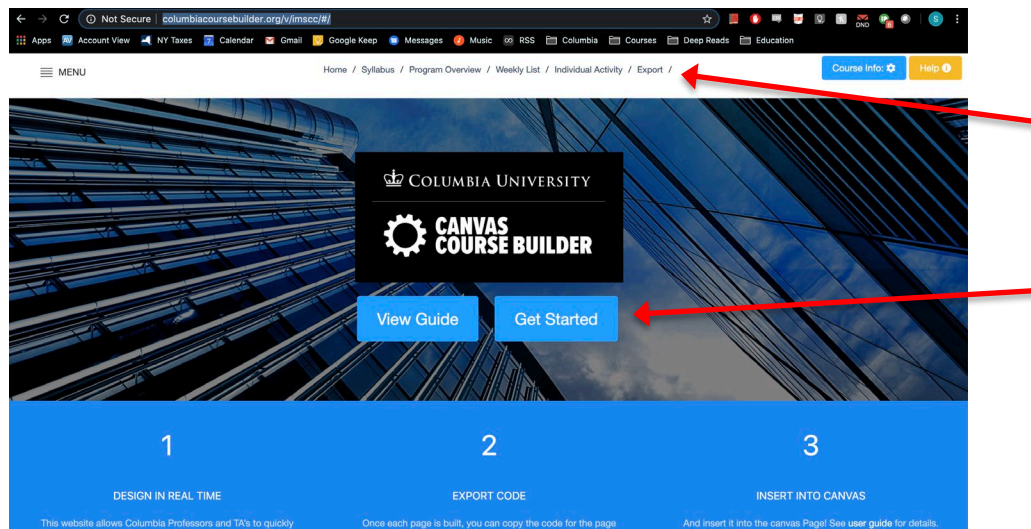 Not Secure | columbiacoursebuilder.org/v/imscc/#/
Apps Account View NY Taxes Calendar Gmail Google Keep Messages Music RSS Columbia Courses Deep Reads Education
MENU Home / Syllabus / Program Overview / Weekly List / Individual Activity / Export / Course Info: Help
COLUMBIA UNIVERSITY
CANVAS
COURSE BUILDER
View Guide Get Started
1 2 3
DESIGN IN REAL TIME EXPORT CODE INSERT INTO CANVAS
This website allows Columbia Professors and TA's to quickly Once each page is built, you can copy the code for the page And insert it into the canvas Page! See user guide for details.